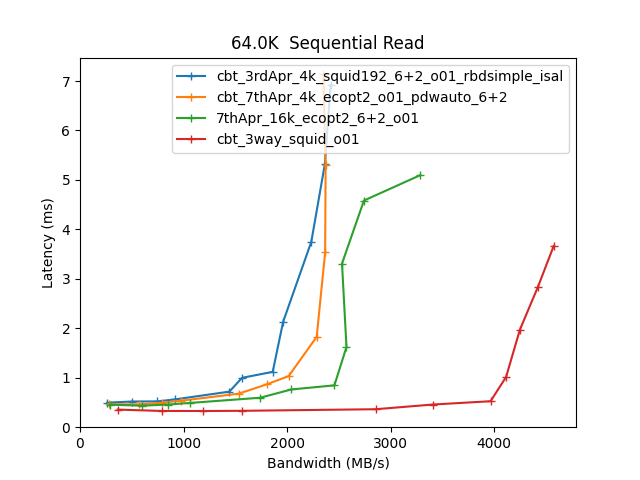 64.0K  Sequential Read
cbt_3rdApr_4k_squid192_6+2_o01_rbdsimple_isal
cbt_7thApr_4k_ecopt2_o01_pdwauto_6+2
7thApr_16k_ecopt2_6+2_o01
cbt_3way_squid_o01
7
6
5
4
3
2
1
0
Latency (ms)
0 1000 2000 3000 4000
Bandwidth (MB/s)